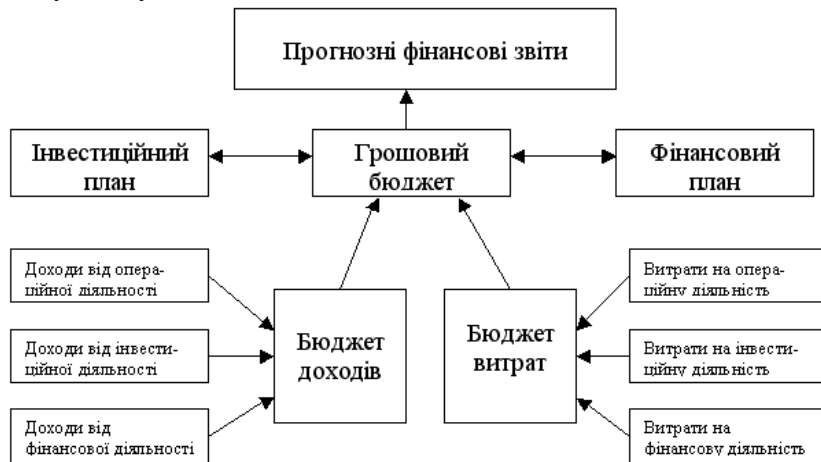 Прогнозні фінансові звіти
Інвестиційний
план
Грошовий
бюджет
Фінансовий
план
Доходи від опера-
ційної діяльності
Доходи від інвести-
ційної діяльності
Доходи від
фінансової діяльності
Бюджет
доходів
Бюджет
витрат
Витрати на опера-
ційну діяльність
Витрати на інвести-
ційну діяльність
Витрати на
фінансову діяльність